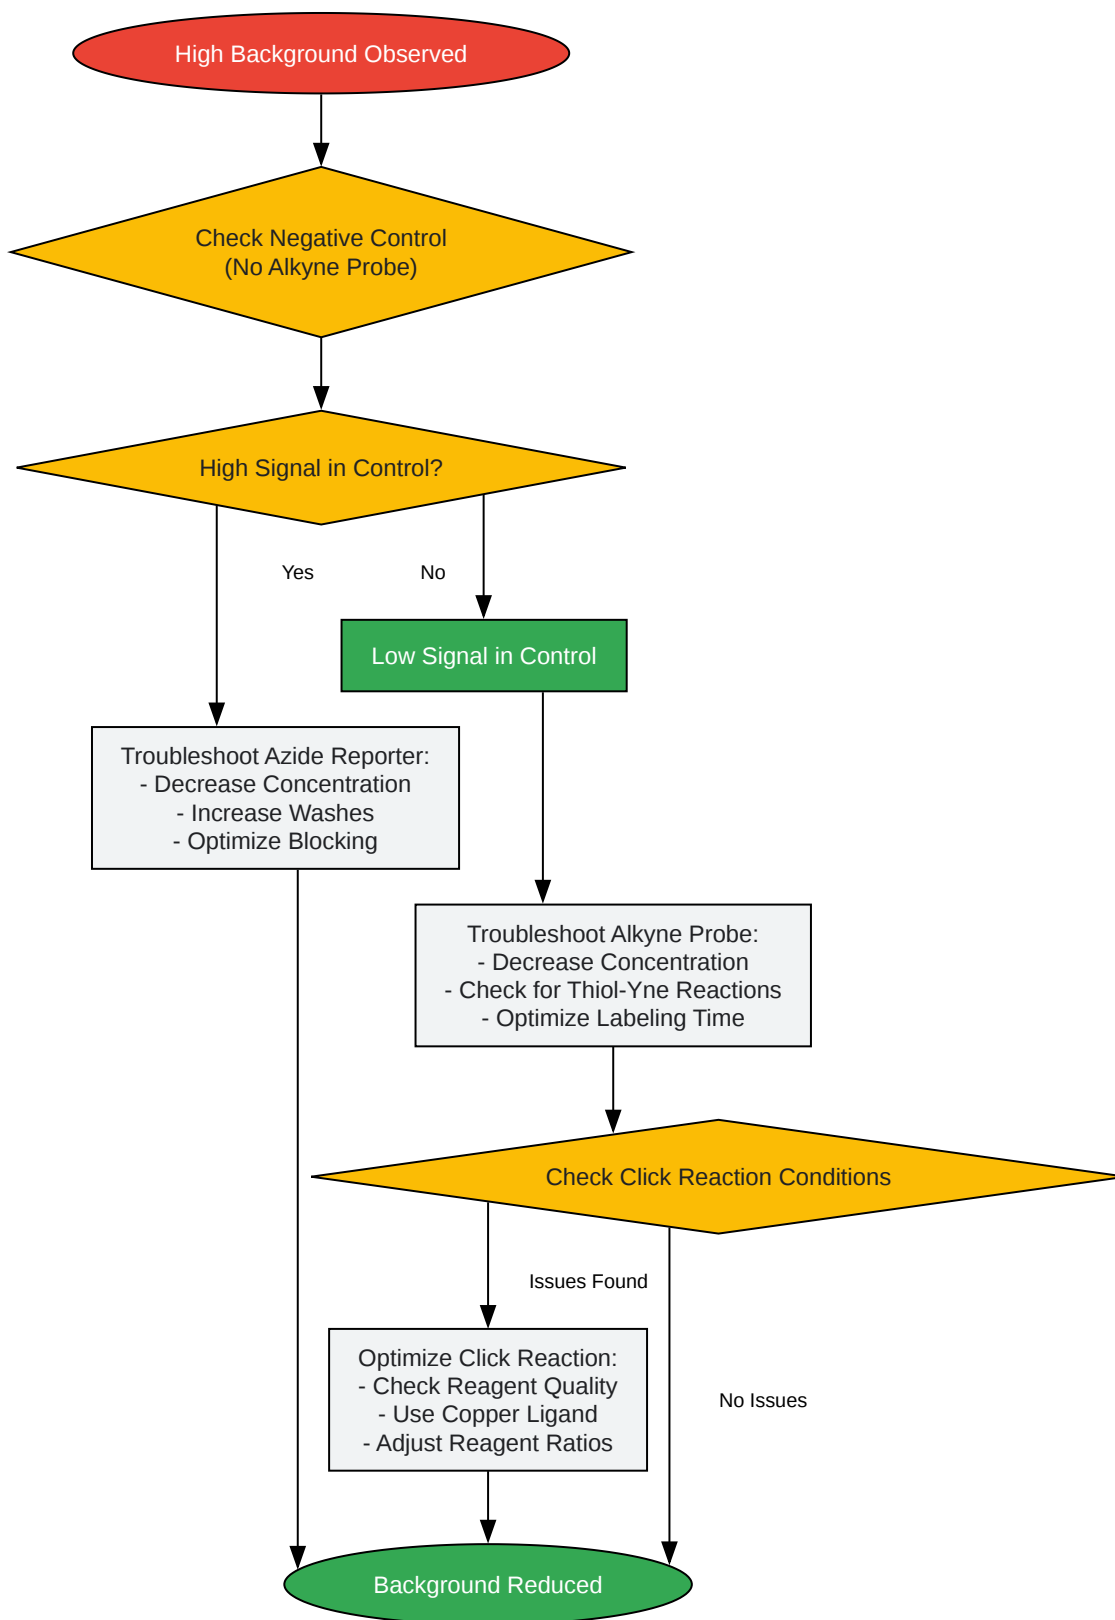 High Background Observed
Check Negative Control
(No Alkyne Probe)
High Signal in Control?
Yes
No
Low Signal in Control
Troubleshoot Azide Reporter:
- Decrease Concentration
- Increase Washes
- Optimize Blocking
Troubleshoot Alkyne Probe:
- Decrease Concentration
- Check for Thiol-Yne Reactions
- Optimize Labeling Time
Check Click Reaction Conditions
Issues Found
Optimize Click Reaction:
- Check Reagent Quality
- Use Copper Ligand
- Adjust Reagent Ratios
No Issues
Background Reduced